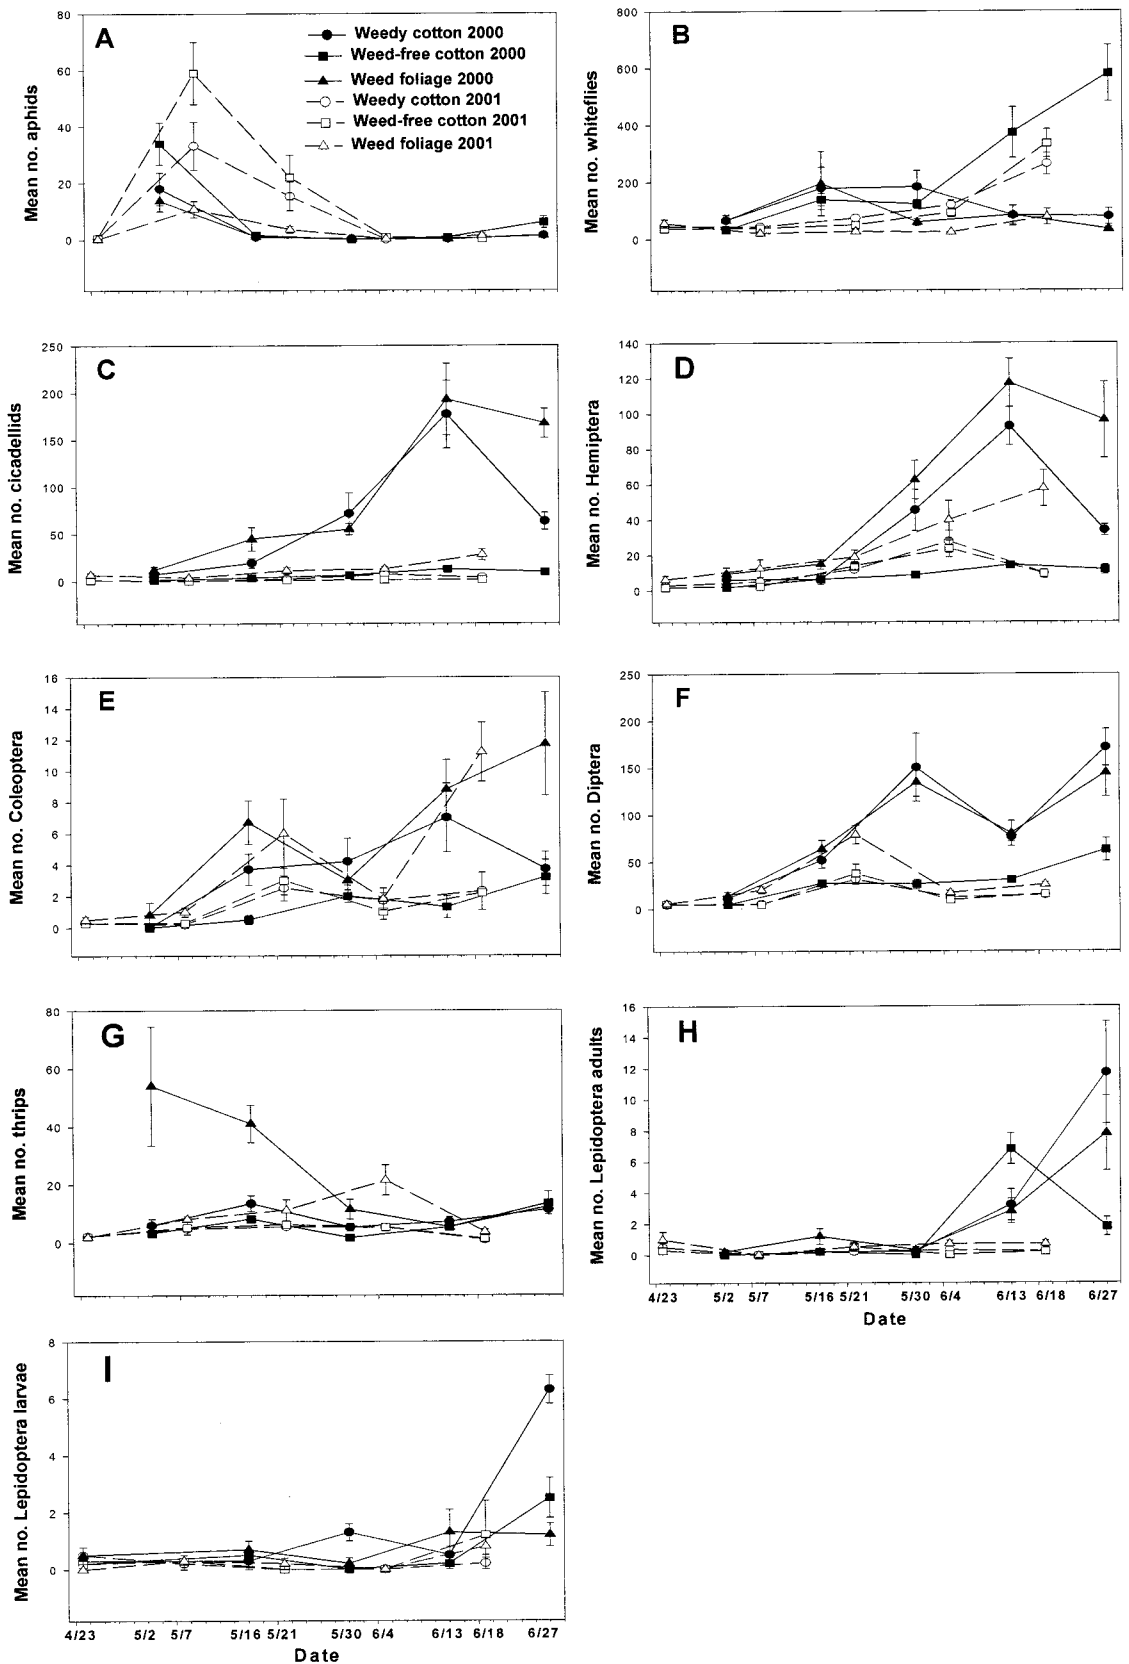 A
Mean no. aphids
80
60
40
20
0
Weedy cotton 2000
Weed-free cotton 2000
Weed foliage 2000
Weedy cotton 2001
Weed-free cotton 2001
Weed foliage 2001
B
Mean no. whiteflies
800
600
400
200
0
C
Mean no. cicadellids
250
200
150
100
50
0
D
Mean no. Hemiptera
140
120
100
80
60
40
20
0
E
Mean no. Coleoptera
16
14
12
10
8
6
4
2
0
F
Mean no. Diptera
250
200
150
100
50
0
G
Mean no. thrips
80
60
40
20
0
H
Mean no. Lepidoptera adults
16
14
12
10
8
6
4
2
0
4/23 5/2 5/7 5/16 5/21 5/30 6/4 6/13 6/18 6/27
Date
I
Mean no. Lepidoptera larvae
8
6
4
2
0
4/23 5/2 5/7 5/16 5/21 5/30 6/4 6/13 6/18 6/27
Date